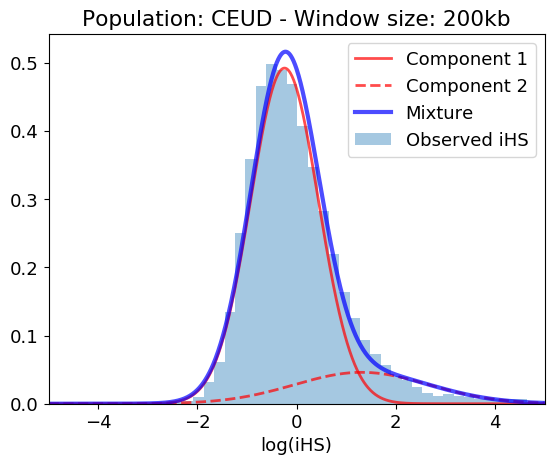 Population: CEUD - Window size: 200kb
Component 1
Component 2
Mixture
Observed iHS
0.5
0.4
0.3
0.2
0.1
0.0
−4 −2 0 2 4
log(iHS)